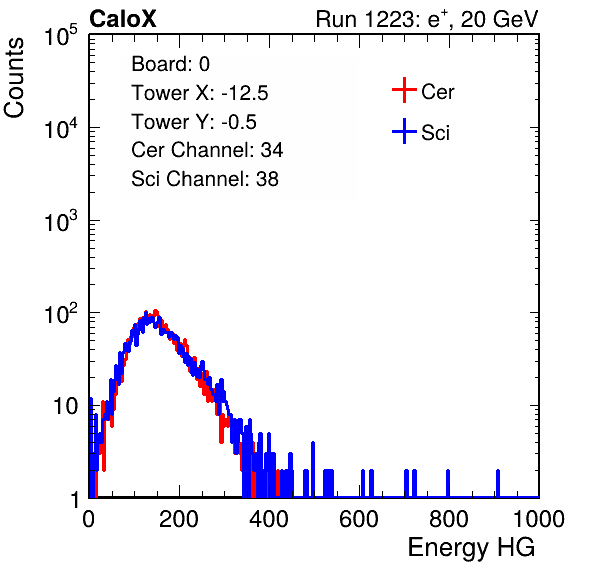 CaloX Run 1223: e⁺, 20 GeV
Counts
10⁵
10⁴
10³
10²
10
1
Board: 0
Tower X: -12.5
Tower Y: -0.5
Cer Channel: 34
Sci Channel: 38
Cer
Sci
0 200 400 600 800 1000
Energy HG